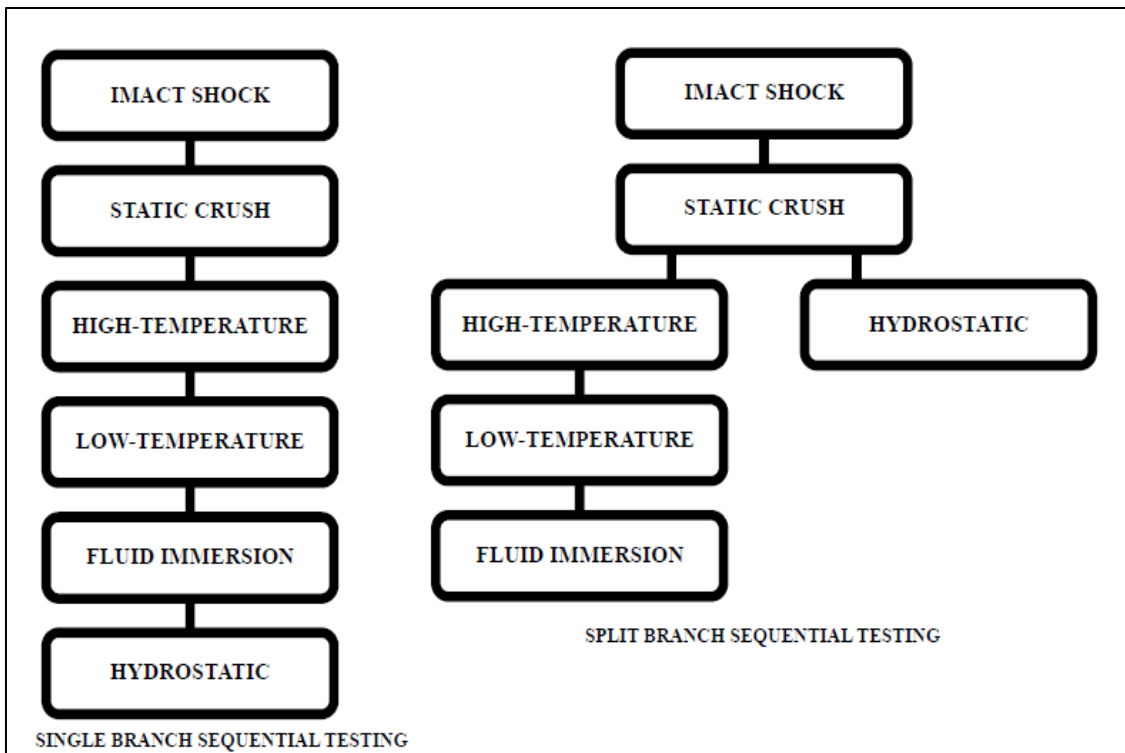 IMACT SHOCK
STATIC CRUSH
HIGH-TEMPERATURE
LOW-TEMPERATURE
FLUID IMMERSION
HYDROSTATIC
SINGLE BRANCH SEQUENTIAL TESTING
IMACT SHOCK
STATIC CRUSH
HIGH-TEMPERATURE
HYDROSTATIC
LOW-TEMPERATURE
FLUID IMMERSION
SPLIT BRANCH SEQUENTIAL TESTING